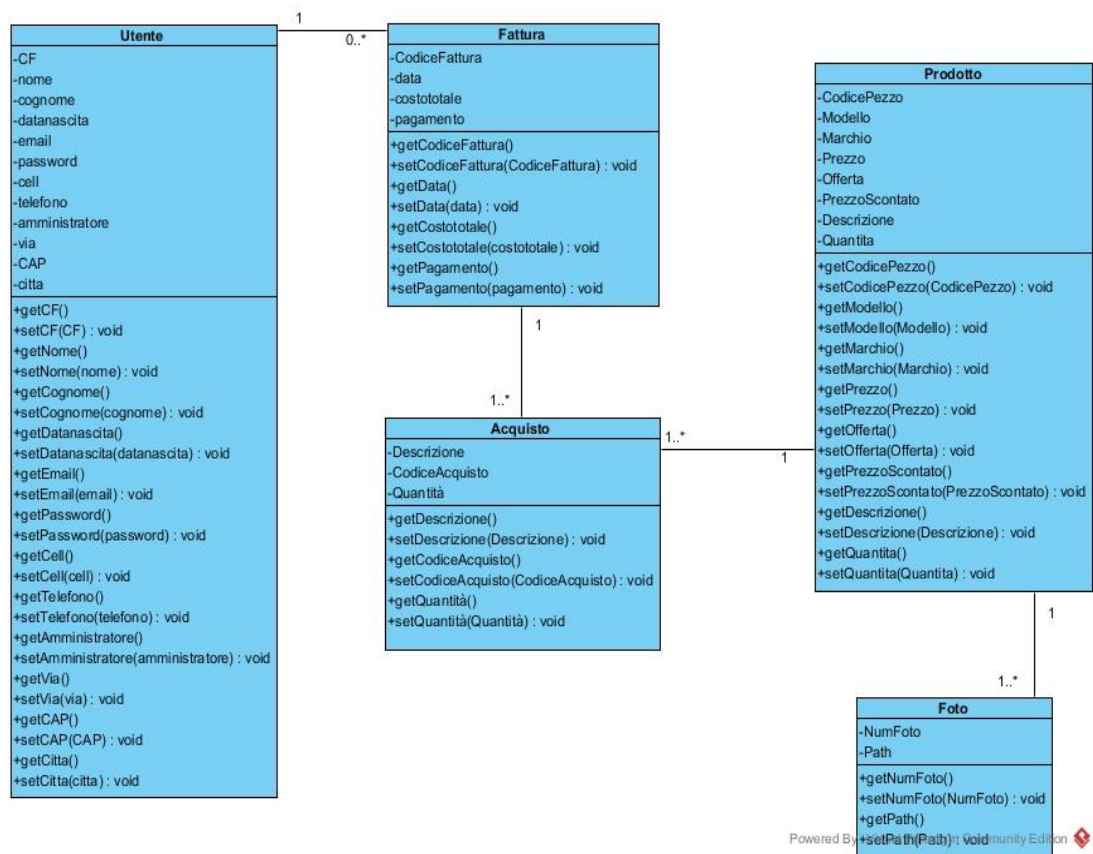 Utente
-CF
-nome
-cognome
-datanascita
-email
-password
-cell
-telefono
-amministratore
-via
-CAP
-citta
+getCF()
+setCF(CF) : void
+getNome()
+setNome(nome) : void
+getCognome()
+setCognome(cognome) : void
+getDatanascita()
+setDatanascita(datanascita) : void
+getEmail()
+setEmail(email) : void
+getPassword()
+setPassword(password) : void
+getCell()
+setCell(cell) : void
+getTelefono()
+setTelefono(telefono) : void
+getAmministratore()
+setAmministratore(amministratore) : void
+getVia()
+setVia(via) : void
+getCAP()
+setCAP(CAP) : void
+getCitta()
+setCitta(citta) : void
1
0..*
Fattura
-CodiceFattura
-data
-costototale
-pagamento
+getCodiceFattura()
+setCodiceFattura(CodiceFattura) : void
+getData()
+setData(data) : void
+getCostototale()
+setCostototale(costototale) : void
+getPagamento()
+setPagamento(pagamento) : void
1
1..*
Acquisto
-Descrizione
-CodiceAcquisto
-Quantità
+getDescrizione()
+setDescrizione(Descrizione) : void
+getCodiceAcquisto()
+setCodiceAcquisto(CodiceAcquisto) : void
+getQuantità()
+setQuantità(Quantità) : void
1..*
1
Prodotto
-CodicePezzo
-Modello
-Marchio
-Prezzo
-Offerta
-PrezzoScontato
-Descrizione
-Quantita
+getCodicePezzo()
+setCodicePezzo(CodicePezzo) : void
+getModello()
+setModello(Modello) : void
+getMarchio()
+setMarchio(Marchio) : void
+getPrezzo()
+setPrezzo(Prezzo) : void
+getOfferta()
+setOfferta(Offerta) : void
+getPrezzoScontato()
+setPrezzoScontato(PrezzoScontato) : void
+getDescrizione()
+setDescrizione(Descrizione) : void
+getQuantita()
+setQuantita(Quantita) : void
1
1..*
Foto
-NumFoto
-Path
+getNumFoto()
+setNumFoto(NumFoto) : void
+getPath()
+setPath(Path) : void
Powered By Community Edition